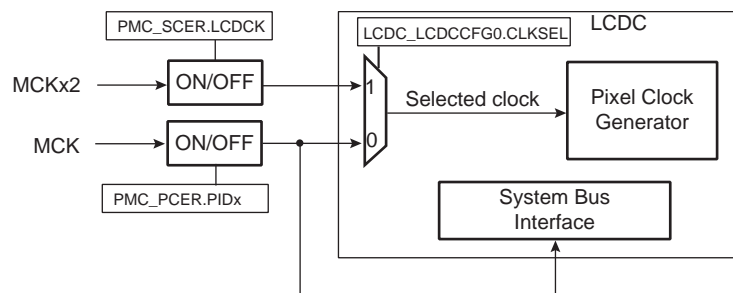 PMC_SCER.LCDCK
LCDC_LCDCCFG0.CLKSEL
LCDC
MCKx2
ON/OFF
1
Selected clock
Pixel Clock
Generator
MCK
ON/OFF
0
PMC_PCER.PIDx
System Bus
Interface